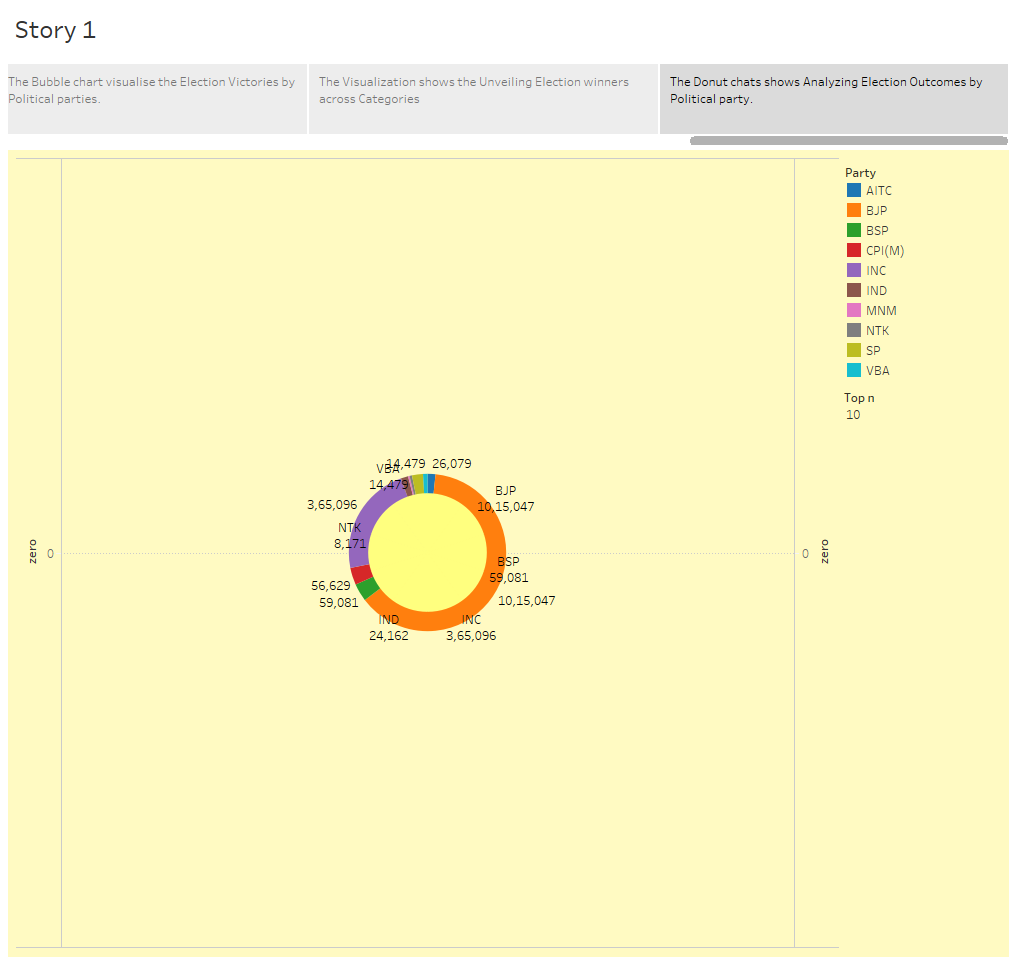 Story 1
The Bubble chart visualise the Election Victories by
Political parties.
The Visualization shows the Unveiling Election winners
across Categories
The Donut chats shows Analyzing Election Outcomes by
Political party.
zero
0
14,479
26,079
VBA
14,479
BJP
10,15,047
3,65,096
NTK
8,171
BSP
59,081
56,629
59,081
10,15,047
IND
24,162
INC
3,65,096
0
zero
Party
AITC
BJP
BSP
CPI(M)
INC
IND
MNM
NTK
SP
VBA
Top n
10